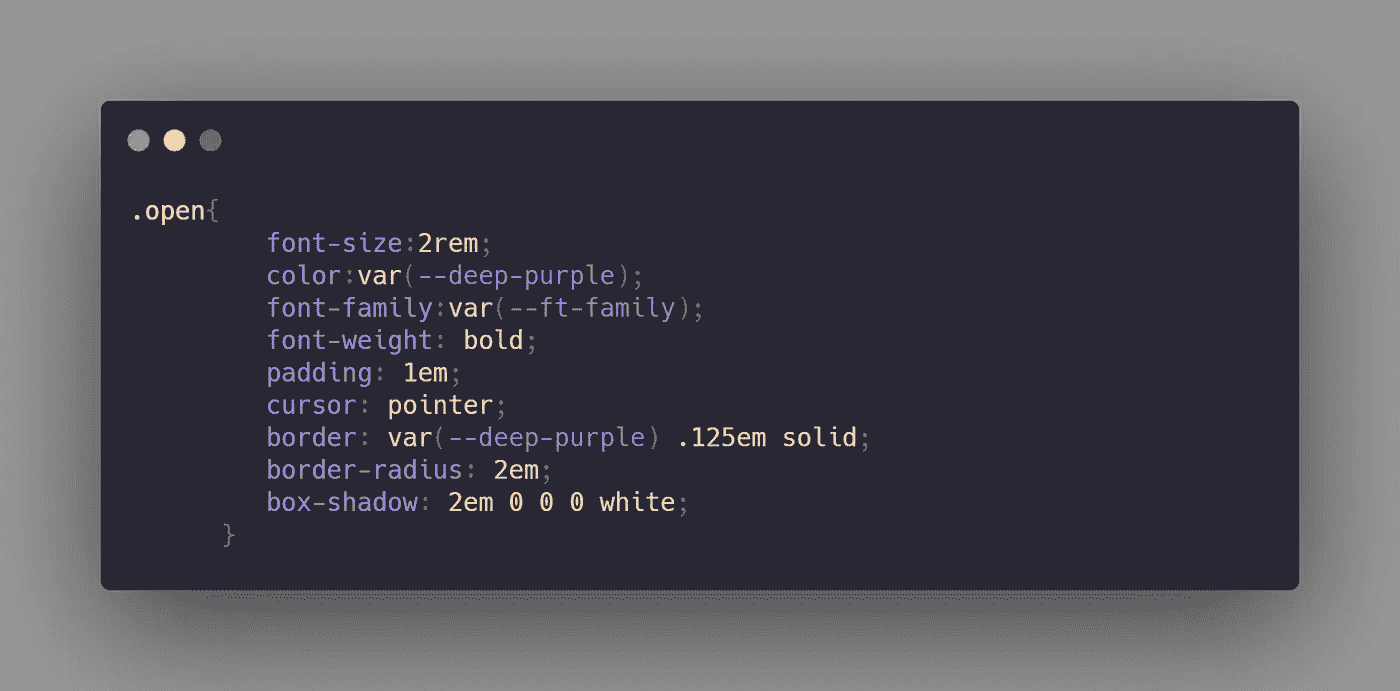 .open{
font-size:2rem;
color:var(--deep-purple);
font-family:var(--ft-family);
font-weight: bold;
padding: 1em;
cursor: pointer;
border: var(--deep-purple) .125em solid;
border-radius: 2em;
box-shadow: 2em 0 0 0 white;
}